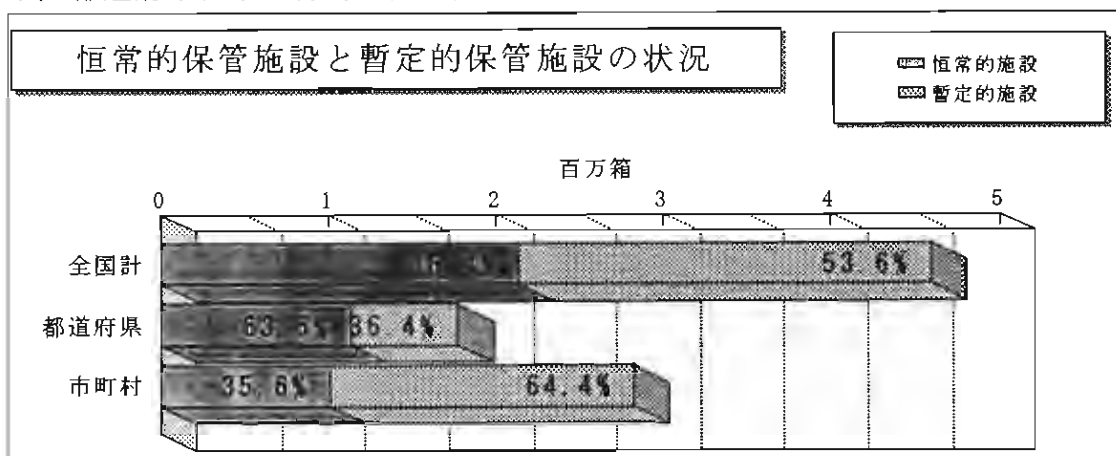 恒常的保管施設と暫定的保管施設の状況
恒常的施設
暫定的施設
百万箱
0 1 2 3 4 5
全国計 53.6%
都道府県 63.6% 36.4%
市町村 35.6% 64.4%